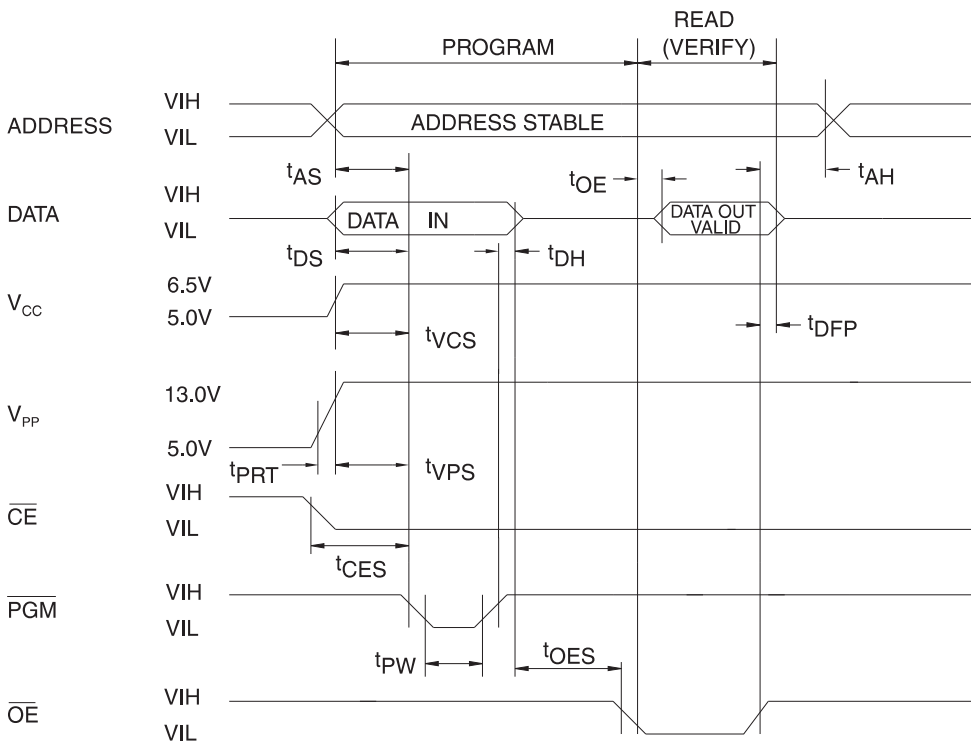 READ
PROGRAM (VERIFY)
ADDRESS VIH
VIL ADDRESS STABLE
tAS tOE tAH
DATA VIH
VIL DATA IN DATA OUT
VALID
tDS tDH
VCC 6.5V
5.0V
tVCS tDFP
VPP 13.0V
5.0V
tPRT tVPS
CE VIH
VIL
tCES
PGM VIH
VIL
tPW tOES
OE VIH
VIL